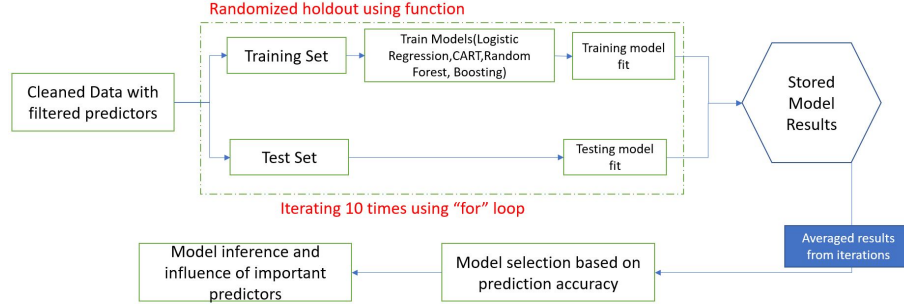 Randomized holdout using function
Cleaned Data with
filtered predictors
Training Set
Train Models(Logistic
Regression,CART,Random
Forest, Boosting)
Training model
fit
Test Set
Testing model
fit
Stored
Model
Results
Iterating 10 times using “for” loop
Averaged results
from iterations
Model selection based on
prediction accuracy
Model inference and
influence of important
predictors